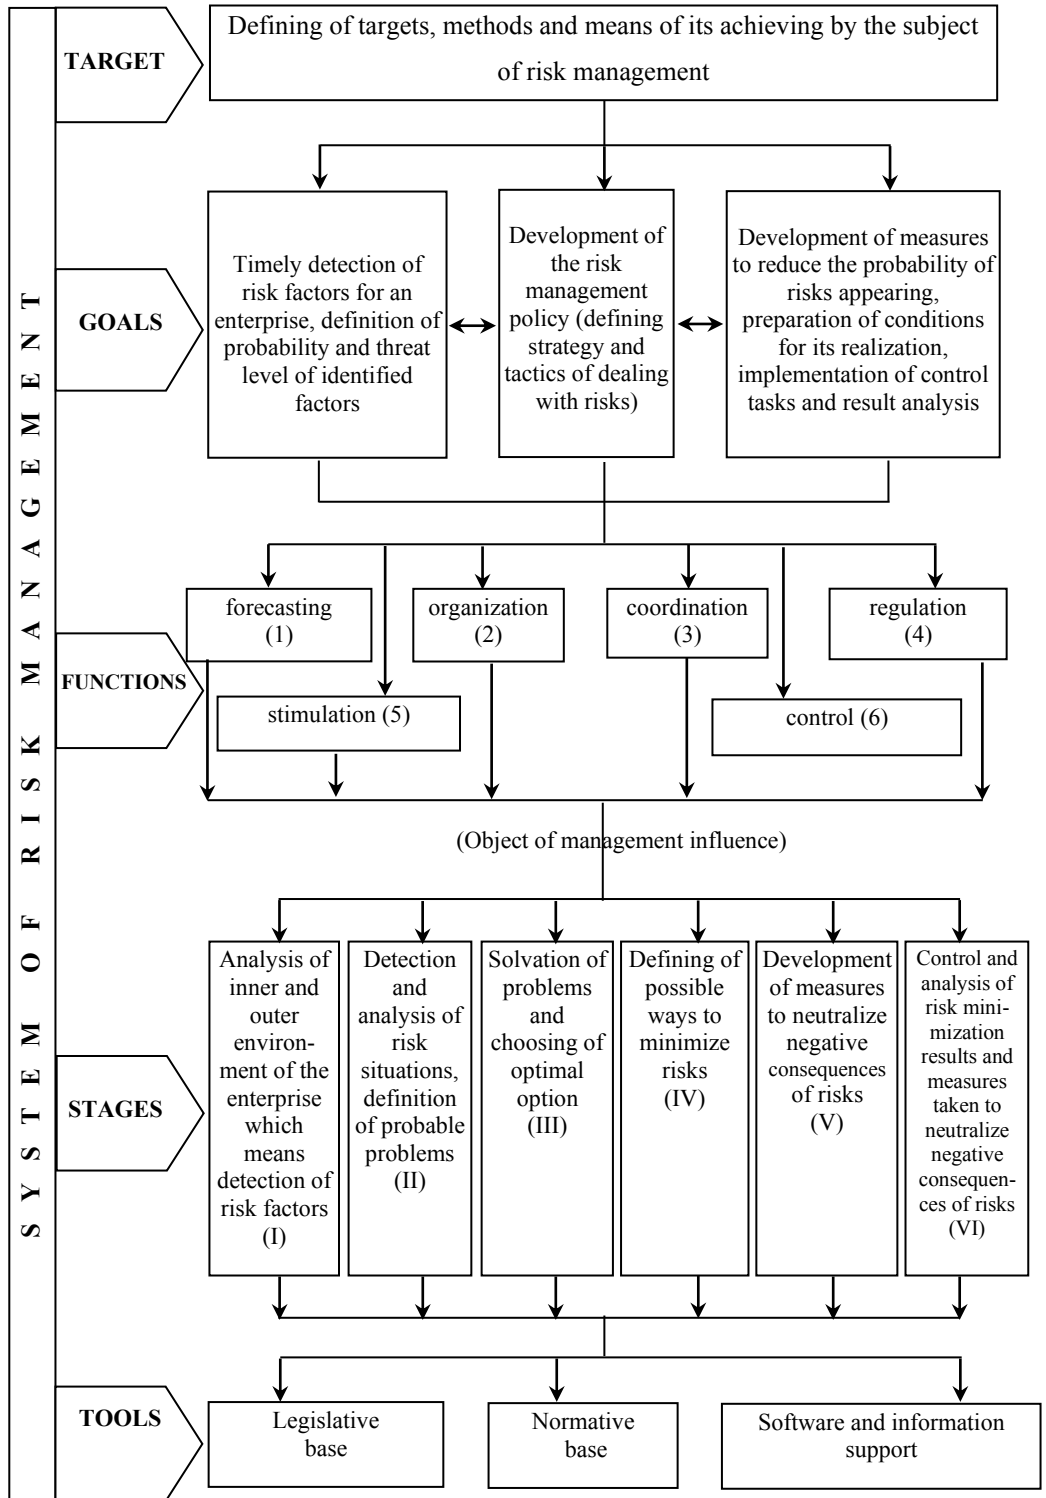 SYSTEM OF RISK MANAGEMENT
TARGET
Defining of targets, methods and means of its achieving by the subject
of risk management
GOALS
Timely detection of
risk factors for an
enterprise, definition of
probability and threat
level of identified
factors
Development of
the risk
management
policy (defining
strategy and
tactics of dealing
with risks)
Development of measures
to reduce the probability of
risks appearing,
preparation of conditions
for its realization,
implementation of control
tasks and result analysis
FUNCTIONS
forecasting
(1)
organization
(2)
coordination
(3)
regulation
(4)
stimulation (5)
control (6)
(Object of management influence)
STAGES
Analysis of
inner and
outer
environ-
ment of the
enterprise
which
means
detection of
risk factors
(I)
Detection
and
analysis of
risk
situations,
definition
of probable
problems
(II)
Solvation of
problems
and
choosing of
optimal
option
(III)
Defining of
possible
ways to
minimize
risks
(IV)
Development
of measures
to neutralize
negative
consequences
of risks
(V)
Control and
analysis of
risk mini-
mization
results and
measures
taken to
neutralize
negative
consequen-
ces of risks
(VI)
TOOLS
Legislative
base
Normative
base
Software and information
support